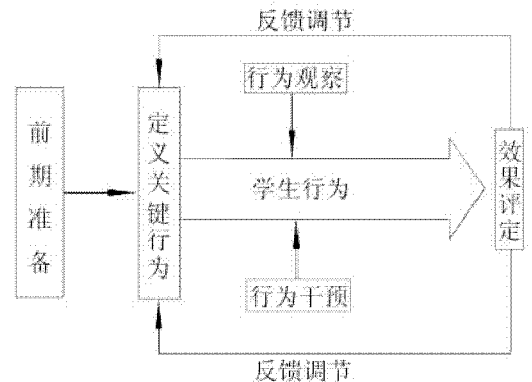 反馈调节
行为观察
前期准备
定义关键行为
学生行为
效果评定
行为干预
反馈调节